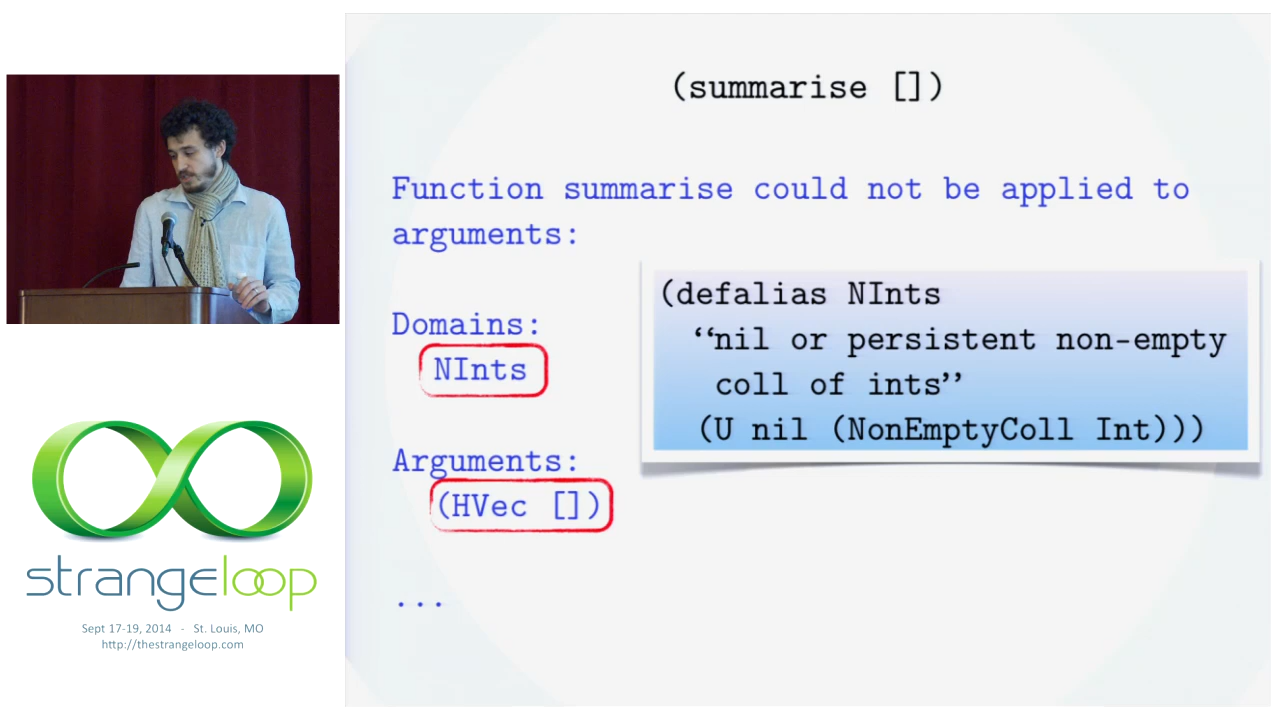 (summarise [])
Function summarise could not be applied to
arguments:
Domains:
NInts
Arguments:
(HVec [])
...
(defalias NInts
“nil or persistent non-empty
coll of ints”
(U nil (NonEmptyColl Int)))
strangeloop
Sept 17-19, 2014 - St. Louis, MO
http://thestrangeloop.com